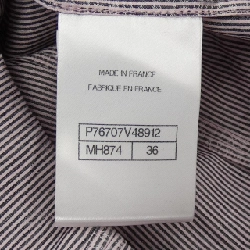 MADE IN FRANCE
FABRIQUE EN FRANCE
P76707V48912
MH874 36